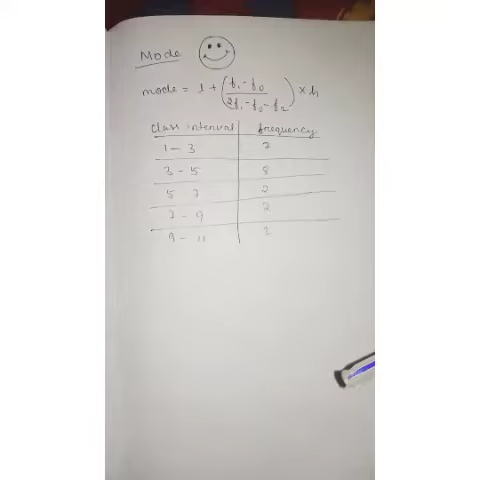 Mode
mode = l + (f₁ - f₀ / 2f₁ - f₀ - f₂) × h
class interval frequency
1 - 3 7
3 - 5 8
5 - 7 2
7 - 9 2
9 - 11 1